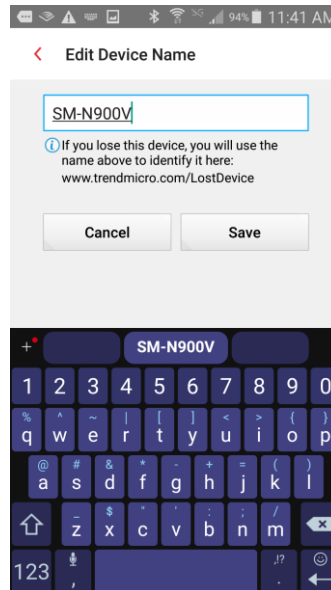 94% 11:41 AM
Edit Device Name
SM-N900V
If you lose this device, you will use the
name above to identify it here:
www.trendmicro.com/LostDevice
Cancel Save
+ SM-N900V
1 2 3 4 5 6 7 8 9 0
% ^ ~ | [ ] < > { }
q w e r t y u i o p
@ # & * - + = ( )
a s d f g h j k l
_ $ " ' : ; /
z x c v b n m
,!?
123 , .